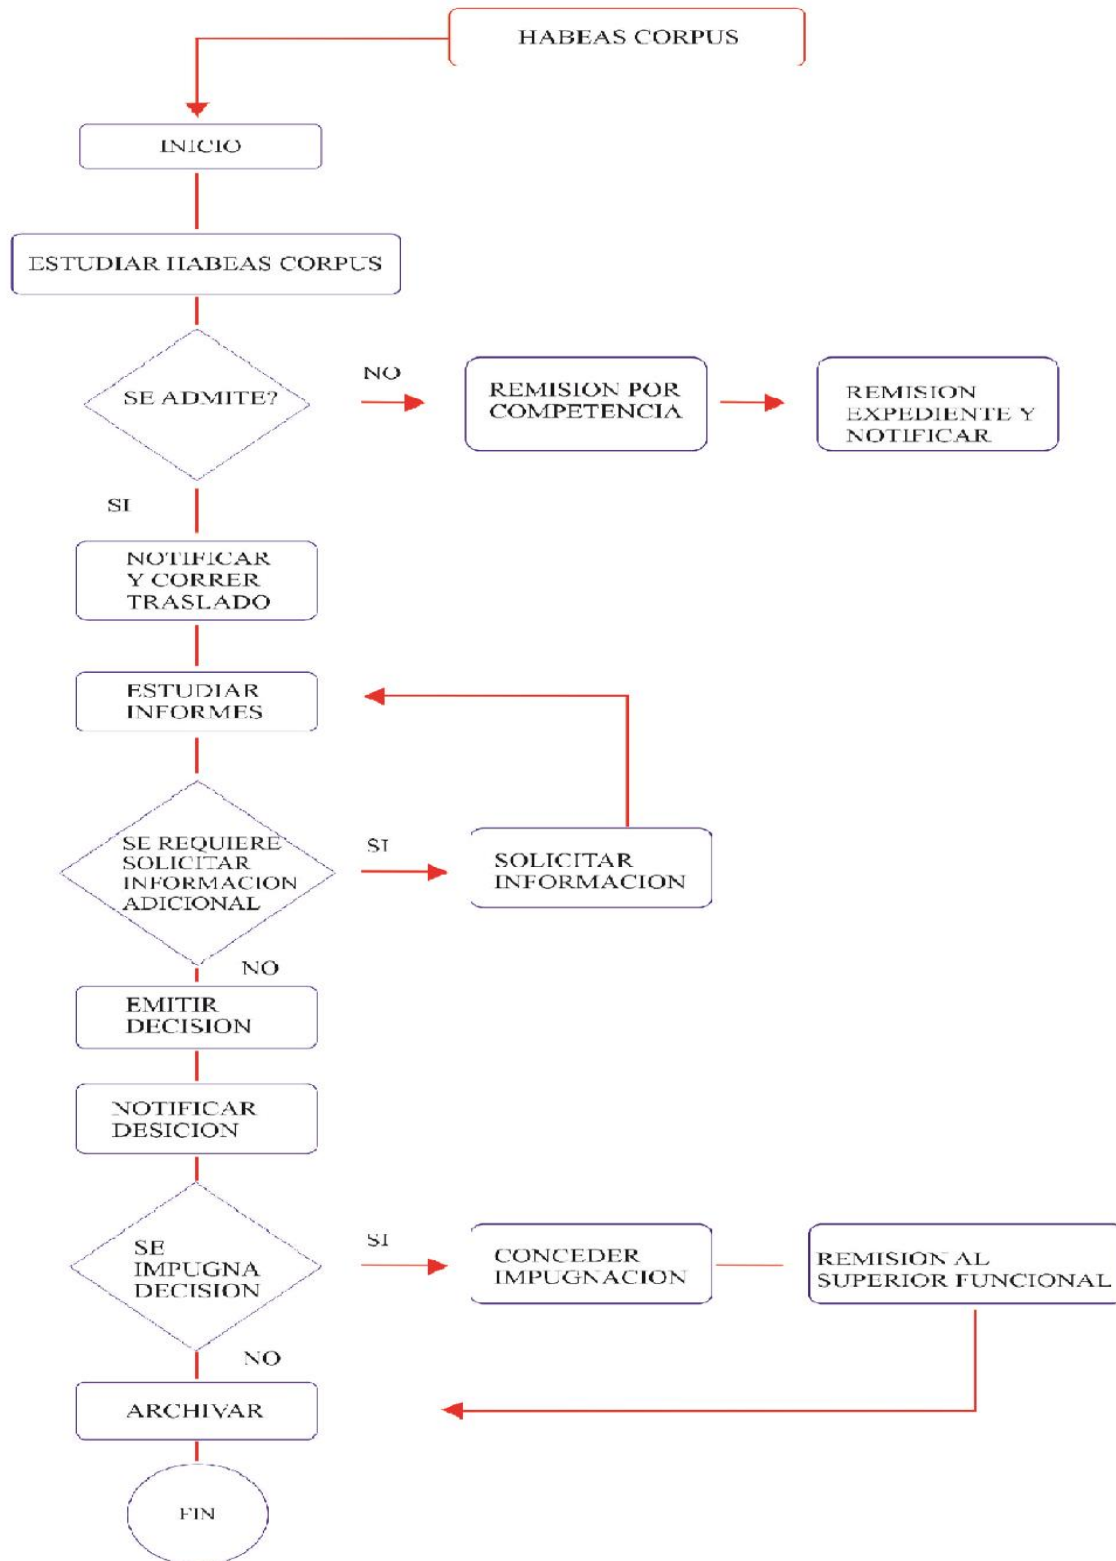 HABEAS CORPUS
INICIO
ESTUDIAR HABEAS CORPUS
SE ADMITE?
NO
REMISION POR
COMPETENCIA
REMISION
EXPEDIENTE Y
NOTIFICAR
SI
NOTIFICAR
Y CORRER
TRASLADO
ESTUDIAR
INFORMES
SE REQUIERE
SOLICITAR
INFORMACION
ADICIONAL
SI
SOLICITAR
INFORMACION
NO
EMITIR
DECISION
NOTIFICAR
DESICION
SE
IMPUGNA
DECISION
SI
CONCEDER
IMPUGNACION
REMISION AL
SUPERIOR FUNCIONAL
NO
ARCHIVAR
FIN